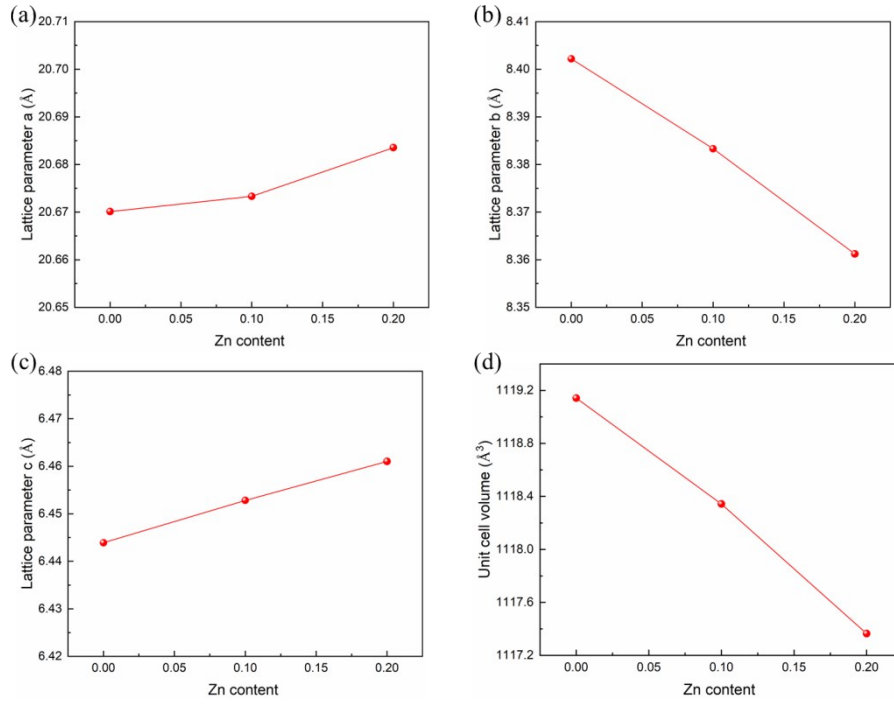 (a)
20.71
20.70
20.69
20.68
20.67
20.66
20.65
Lattice parameter a (Å)
0.00 0.05 0.10 0.15 0.20
Zn content
(b)
8.41
8.40
8.39
8.38
8.37
8.36
8.35
Lattice parameter b (Å)
0.00 0.05 0.10 0.15 0.20
Zn content
(c)
6.48
6.47
6.46
6.45
6.44
6.43
6.42
Lattice parameter c (Å)
0.00 0.05 0.10 0.15 0.20
Zn content
(d)
1119.2
1118.8
1118.4
1118.0
1117.6
1117.2
Unit cell volume (Å³)
0.00 0.05 0.10 0.15 0.20
Zn content